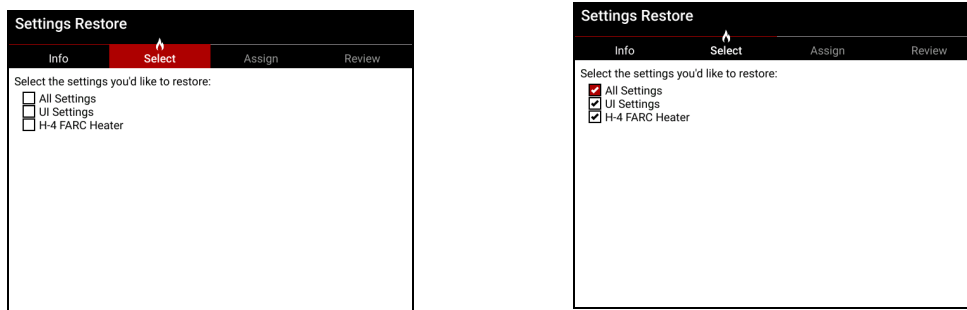 Settings Restore
Info Select Assign Review
Select the settings you'd like to restore:
All Settings
UI Settings
H-4 FARC Heater
Settings Restore
Info Select Assign Review
Select the settings you'd like to restore:
All Settings
UI Settings
H-4 FARC Heater